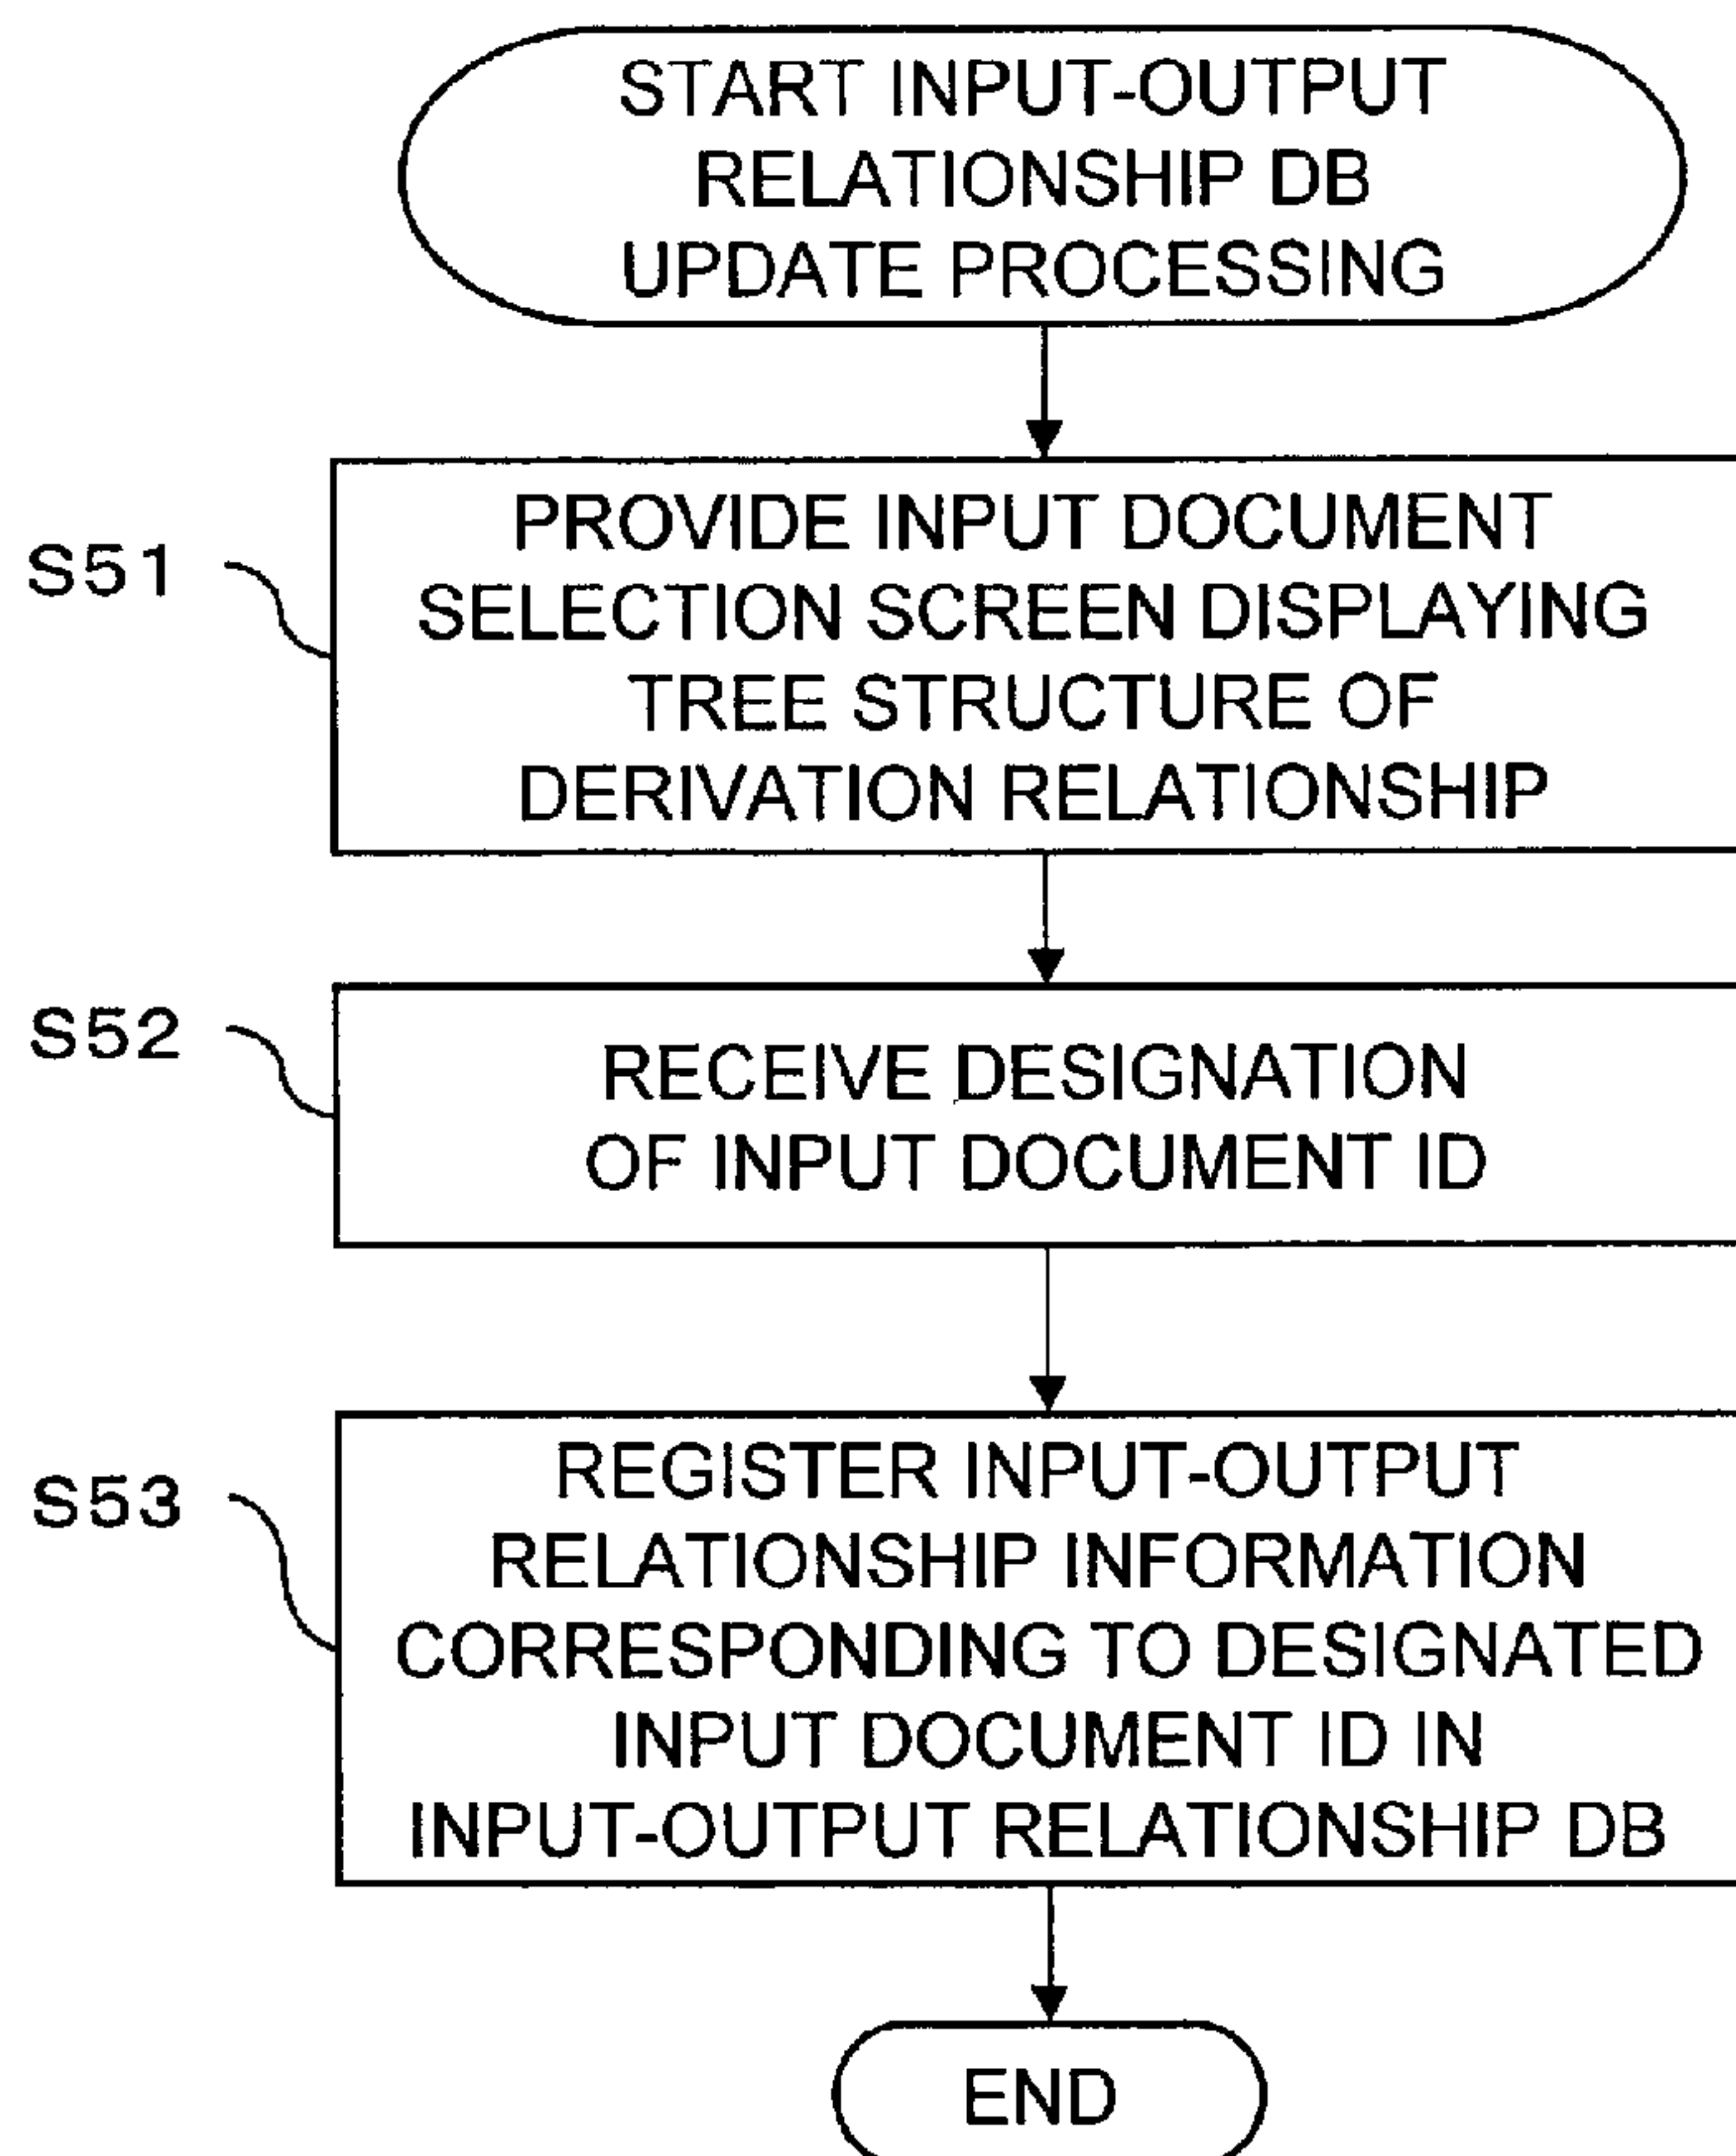 START INPUT-OUTPUT
RELATIONSHIP DB
UPDATE PROCESSING
S51
PROVIDE INPUT DOCUMENT
SELECTION SCREEN DISPLAYING
TREE STRUCTURE OF
DERIVATION RELATIONSHIP
S52
RECEIVE DESIGNATION
OF INPUT DOCUMENT ID
S53
REGISTER INPUT-OUTPUT
RELATIONSHIP INFORMATION
CORRESPONDING TO DESIGNATED
INPUT DOCUMENT ID IN
INPUT-OUTPUT RELATIONSHIP DB
END